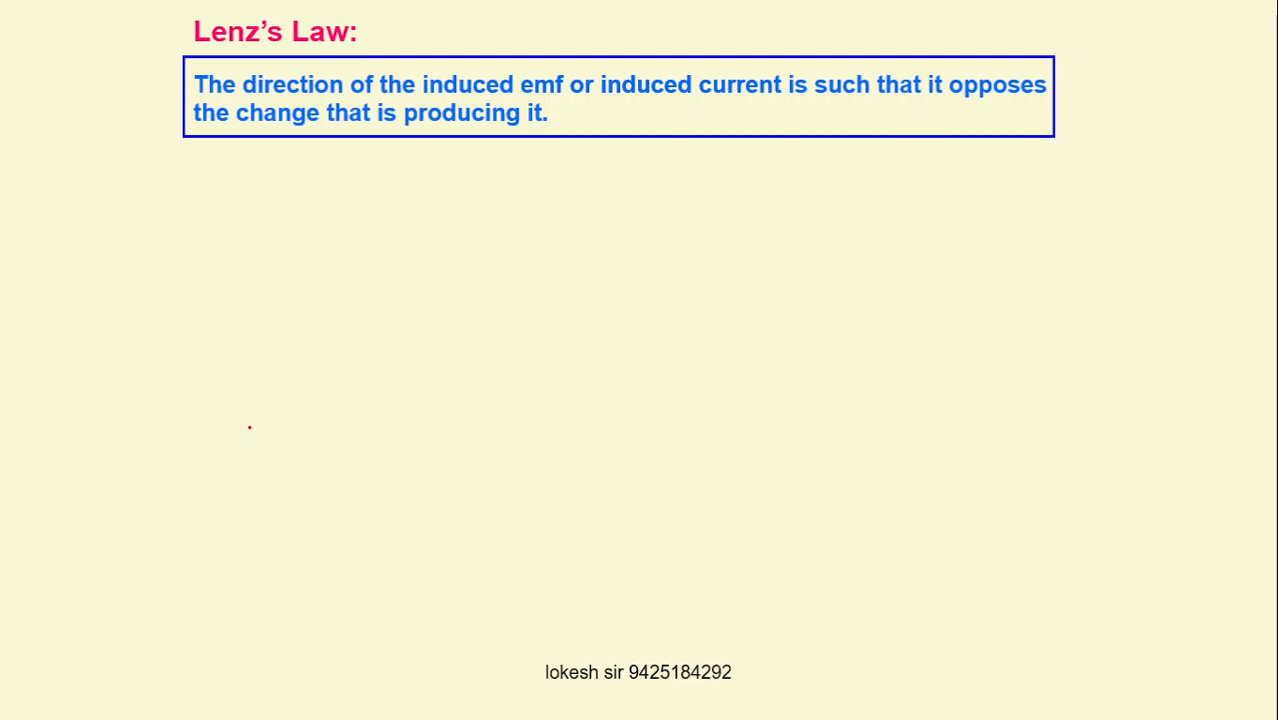 Lenz’s Law:
The direction of the induced emf or induced current is such that it opposes
the change that is producing it.
lokesh sir 9425184292